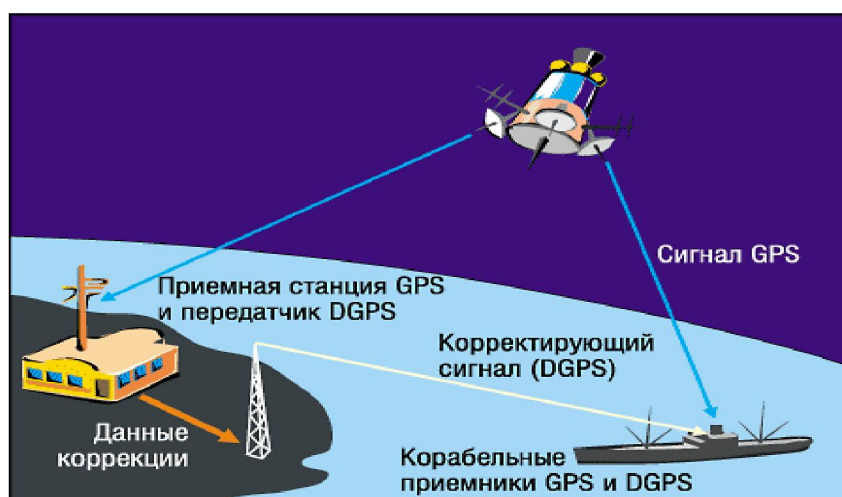 Сигнал GPS
Приемная станция GPS
и передатчик DGPS
Корректирующий
сигнал (DGPS)
Данные
коррекции
Корабельные
приемники GPS и DGPS